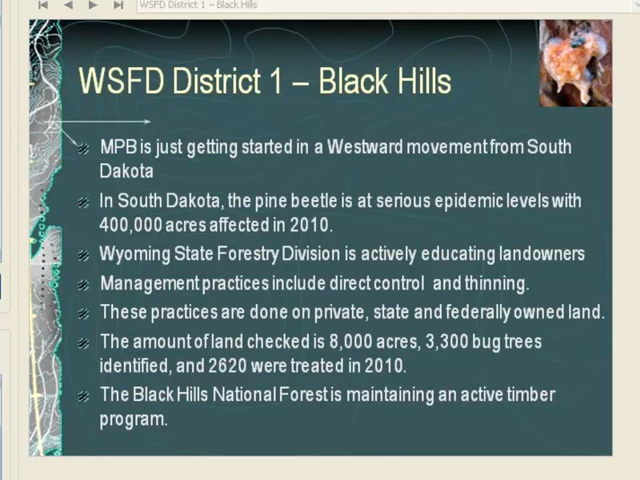 WSFD District 1 – Black Hills
WSFD District 1 – Black Hills
MPB is just getting started in a Westward movement from South
Dakota
In South Dakota, the pine beetle is at serious epidemic levels with
400,000 acres affected in 2010.
Wyoming State Forestry Division is actively educating landowners
Management practices include direct control and thinning.
These practices are done on private, state and federally owned land.
The amount of land checked is 8,000 acres, 3,300 bug trees
identified, and 2620 were treated in 2010.
The Black Hills National Forest is maintaining an active timber
program.